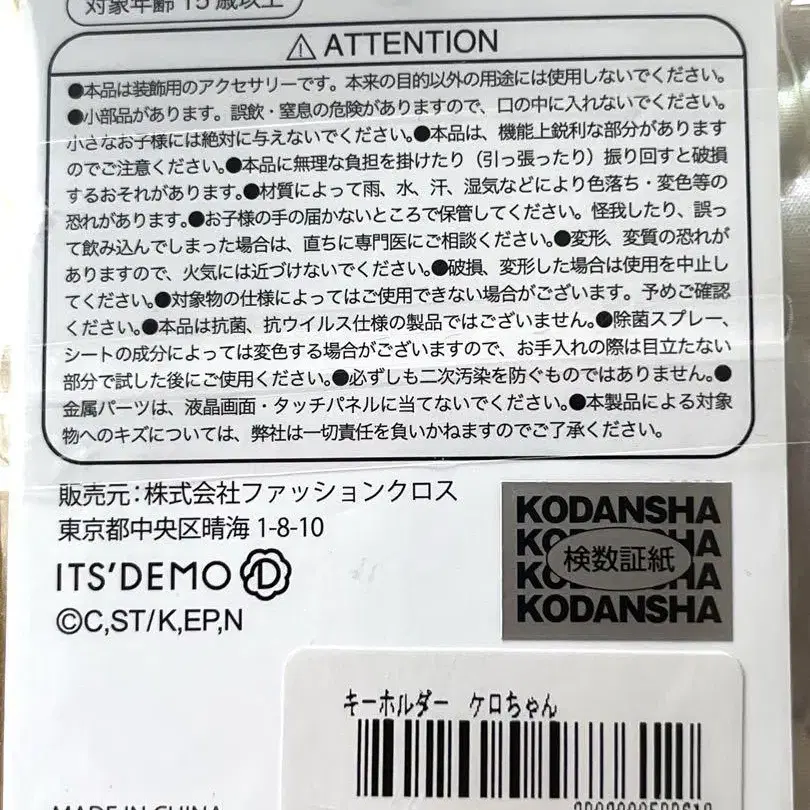 対象年齢 15 歳以上
⚠ ATTENTION
●本品は装飾用のアクセサリーです。本来の目的以外の用途には使用しないでください。
●小部品があります。誤飲・窒息の危険がありますので、口の中に入れないでください。
小さなお子様には絶対に与えないでください。●本品は、機能上鋭利な部分があります
のでご注意ください。●本品に無理な負担を掛けたり（引っ張ったり）振り回すと破損
するおそれがあります。●材質によって雨、水、汗、湿気などにより色落ち・変色等の
恐れがあります。●お子様の手の届かないところで保管してください。怪我したり、誤っ
て飲み込んでしまった場合は、直ちに専門医にご相談ください。●変形、変質の恐れが
ありますので、火気には近づけないでください。●破損、変形した場合は使用を中止し
てください。●対象物の仕様によってはご使用できない場合がございます。予めご確認
ください。●本品は抗菌、抗ウイルス仕様の製品ではございません。●除菌スプレー、
シートの成分によっては変色する場合がございますので、お手入れの際は目立たない
部分で試した後にご使用ください。●必ずしも二次汚染を防ぐものではありません。●
金属パーツは、液晶画面・タッチパネルに当てないでください。●本製品による対象
物へのキズについては、弊社は一切責任を負いかねますのでご了承ください。
販売元：株式会社ファッションクロス
東京都中央区晴海 1-8-10
ITS'DEMO D
©C,ST/K,EP,N
KODANSHA
検数証紙
KODANSHA
キーホルダー ケロちゃん
MADE IN CHINA